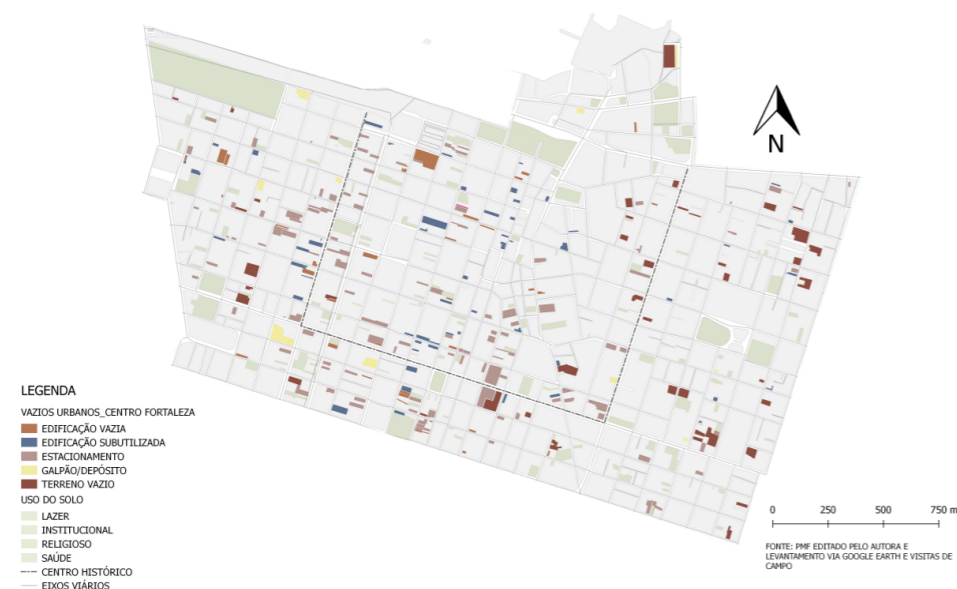 N
LEGENDA
VAZIOS URBANOS_CENTRO FORTALEZA
EDIFICAÇÃO VAZIA
EDIFICAÇÃO SUBUTILIZADA
ESTACIONAMENTO
GALPÃO/DEPÓSITO
TERRENO VAZIO
USO DO SOLO
LAZER
INSTITUCIONAL
RELIGIOSO
SAÚDE
CENTRO HISTÓRICO
EIXOS VIÁRIOS
0 250 500 750 m
FONTE: PMF EDITADO PELO AUTORA E
LEVANTAMENTO VIA GOOGLE EARTH E VISITAS DE
CAMPO